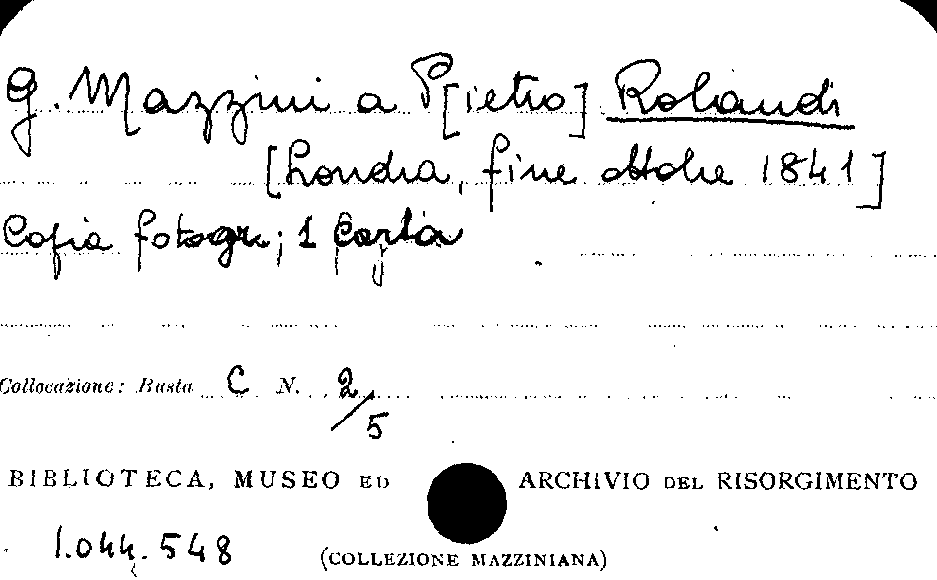 G. Mazzini a P[ietro] Rolandi
[Londra, fine ottobre 1841]
Copia fotogr.; 1 carta
Collocazione: Busta C N. 2/5
BIBLIOTECA, MUSEO ED ARCHIVIO DEL RISORGIMENTO
1.044.548 (COLLEZIONE MAZZINIANA)